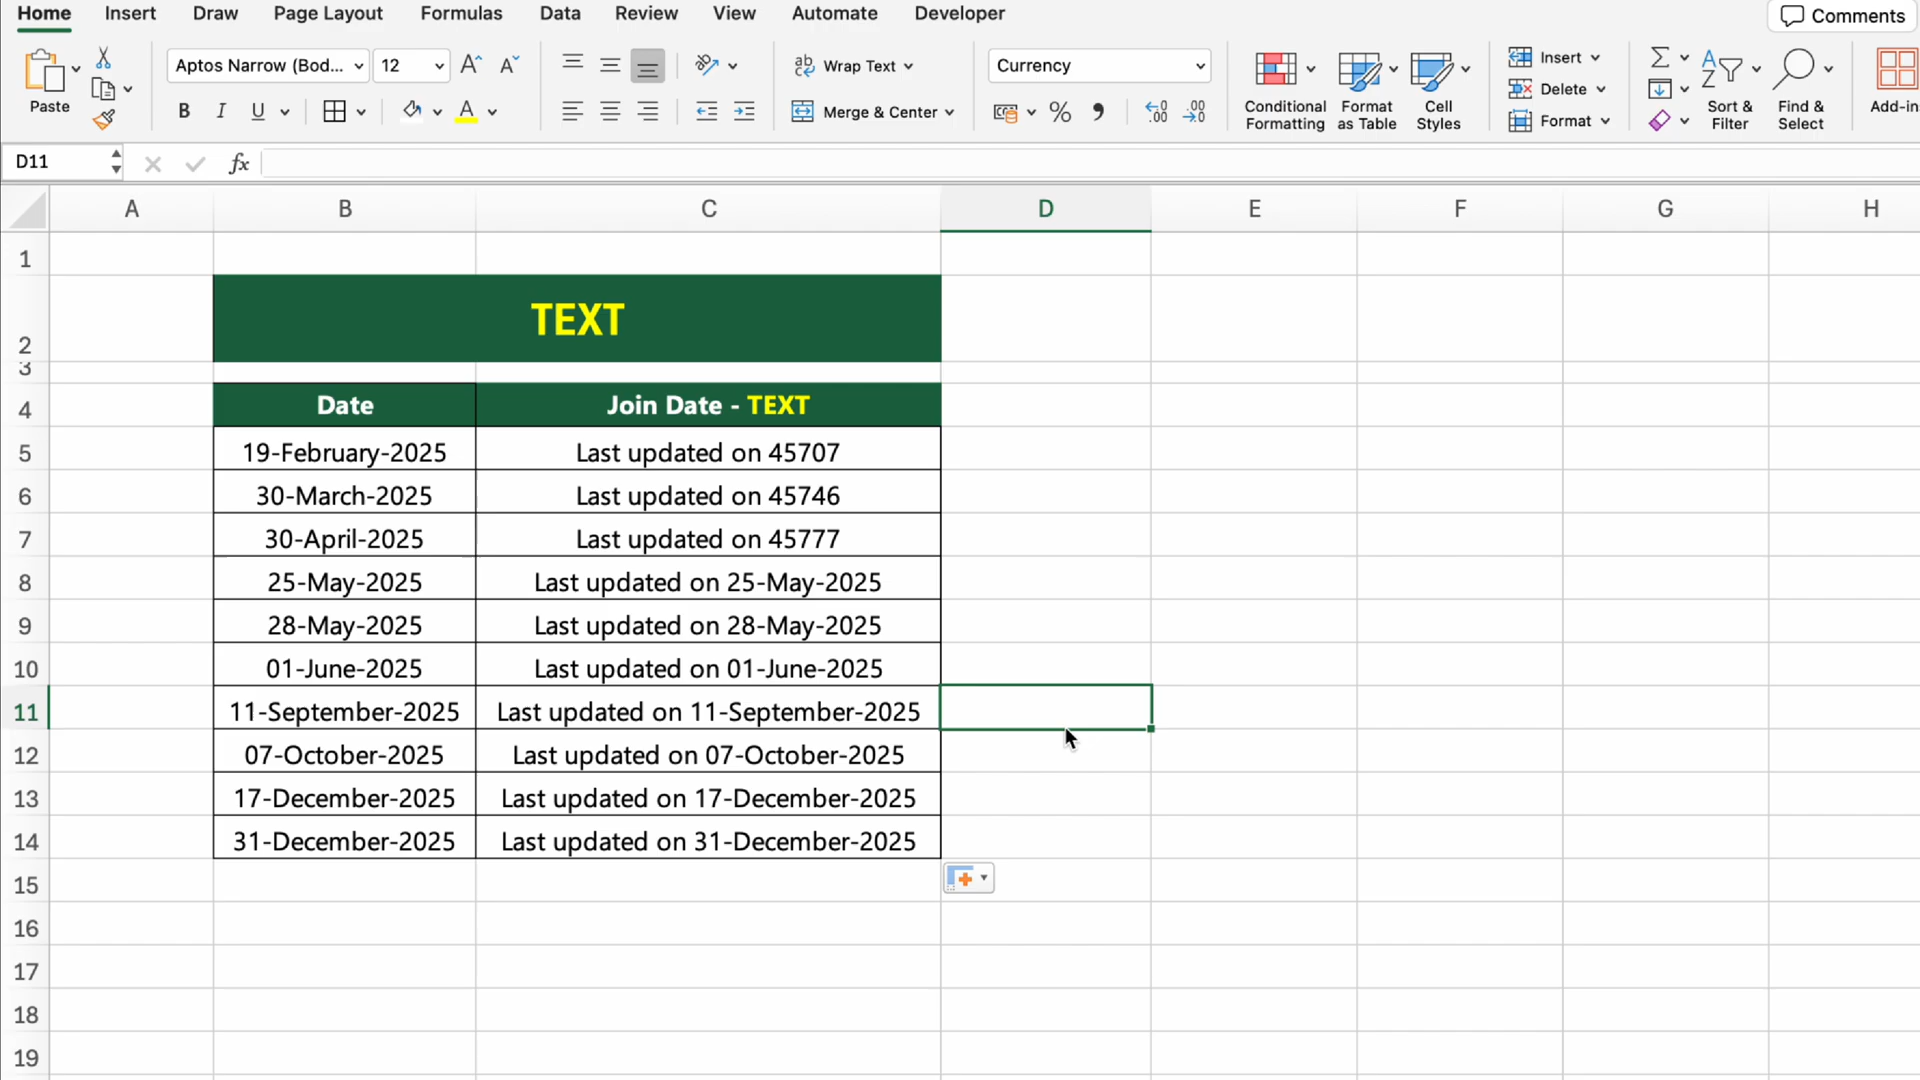 Home Insert Draw Page Layout Formulas Data Review View Automate Developer Comments
Paste Aptos Narrow (Bod... 12 A^ A˅ ab Wrap Text Currency Conditional Formatting Format as Table Cell Styles Insert Delete Format Σ AZ Sort & Filter Find & Select Add-in
B I U A Merge & Center % 9 .00 .00
D11 fx
A B C D E F G H
1
2 TEXT
3
4 Date Join Date - TEXT
5 19-February-2025 Last updated on 45707
6 30-March-2025 Last updated on 45746
7 30-April-2025 Last updated on 45777
8 25-May-2025 Last updated on 25-May-2025
9 28-May-2025 Last updated on 28-May-2025
10 01-June-2025 Last updated on 01-June-2025
11 11-September-2025 Last updated on 11-September-2025
12 07-October-2025 Last updated on 07-October-2025
13 17-December-2025 Last updated on 17-December-2025
14 31-December-2025 Last updated on 31-December-2025
15
16
17
18
19